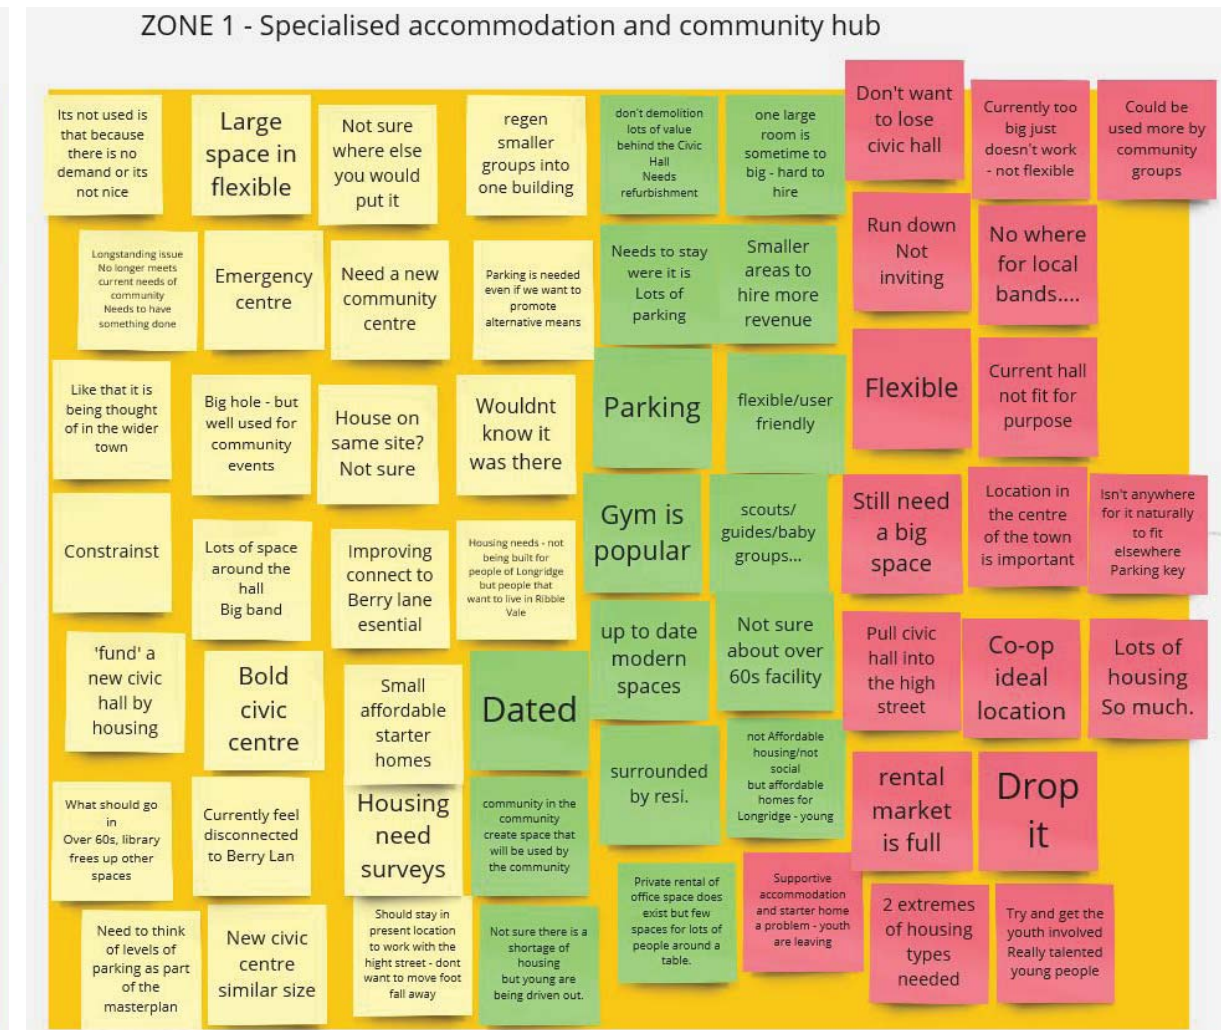 ZONE 1 - Specialised accommodation and community hub
Its not used is
that because
there is no
demand or its
not nice
Large
space in
flexible
Not sure
where else
you would
put it
regen
smaller
groups into
one building
don't demolition
lots of value
behind the Civic
Hall
Needs
refurbishment
one large
room is
sometime to
big - hard to
hire
Don't want
to lose
civic hall
Currently too
big just
doesn't work
- not flexible
Could be
used more by
community
groups
Longstanding issue
No longer meets
current needs of
community
Needs to have
something done
Emergency
centre
Need a new
community
centre
Parking is needed
even if we want to
promote
alternative means
Needs to stay
were it is
Lots of
parking
Smaller
areas to
hire more
revenue
Run down
Not
inviting
No where
for local
bands....
Like that it is
being thought
of in the wider
town
Big hole - but
well used for
community
events
House on
same site?
Not sure
Wouldnt
know it
was there
Parking
flexible/user
friendly
Flexible
Current hall
not fit for
purpose
Constrainst
Lots of space
around the
hall
Big band
Improving
connect to
Berry lane
esential
Housing needs - not
being built for
people of Longridge
but people that
want to live in Ribble
Vale
Gym is
popular
scouts/
guides/baby
groups...
Still need
a big
space
Location in
the centre
of the town
is important
Isn't anywhere
for it naturally
to fit
elsewhere
Parking key
'fund' a
new civic
hall by
housing
Bold
civic
centre
Small
affordable
starter
homes
Dated
up to date
modern
spaces
Not sure
about over
60s facility
Pull civic
hall into
the high
street
Co-op
ideal
location
Lots of
housing
So much.
What should go
in
Over 60s, library
frees up other
spaces
Currently feel
disconnected
to Berry Lan
Housing
need
surveys
community in the
community
create space that
will be used by
the community
surrounded
by resi.
not Affordable
housing/not
social
but affordable
homes for
Longridge - young
rental
market
is full
Drop
it
Need to think
of levels of
parking as part
of the
masterplan
New civic
centre
similar size
Should stay in
present location
to work with the
hight street - dont
want to move foot
fall away
Not sure there is a
shortage of
housing
but young are
being driven out.
Private rental of
office space does
exist but few
spaces for lots of
people around a
table.
Supportive
accommodation
and starter home
a problem - youth
are leaving
2 extremes
of housing
types
needed
Try and get the
youth involved
Really talented
young people